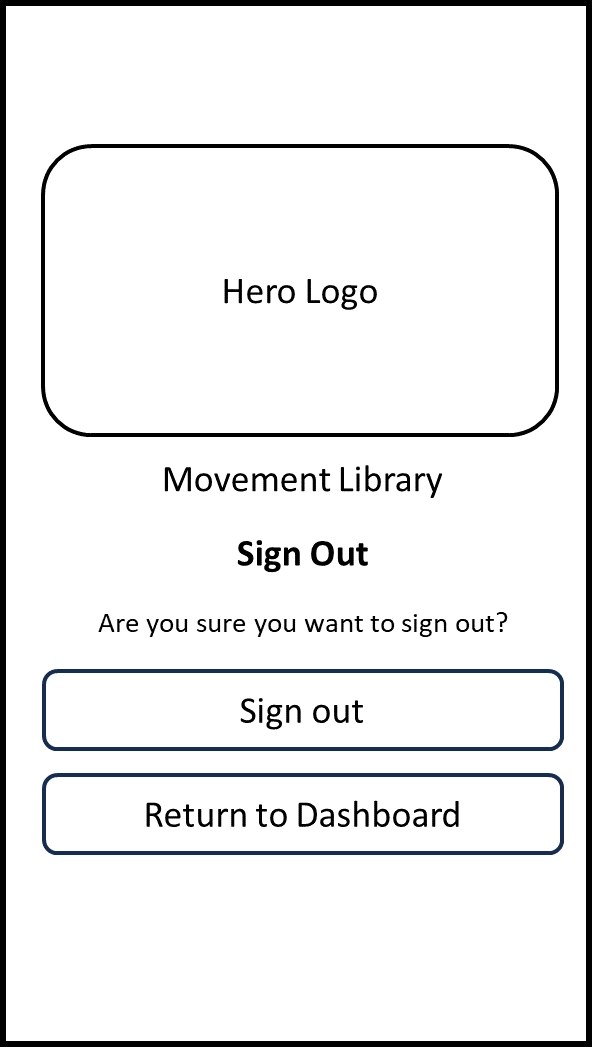 Hero Logo
Movement Library
Sign Out
Are you sure you want to sign out?
Sign out
Return to Dashboard